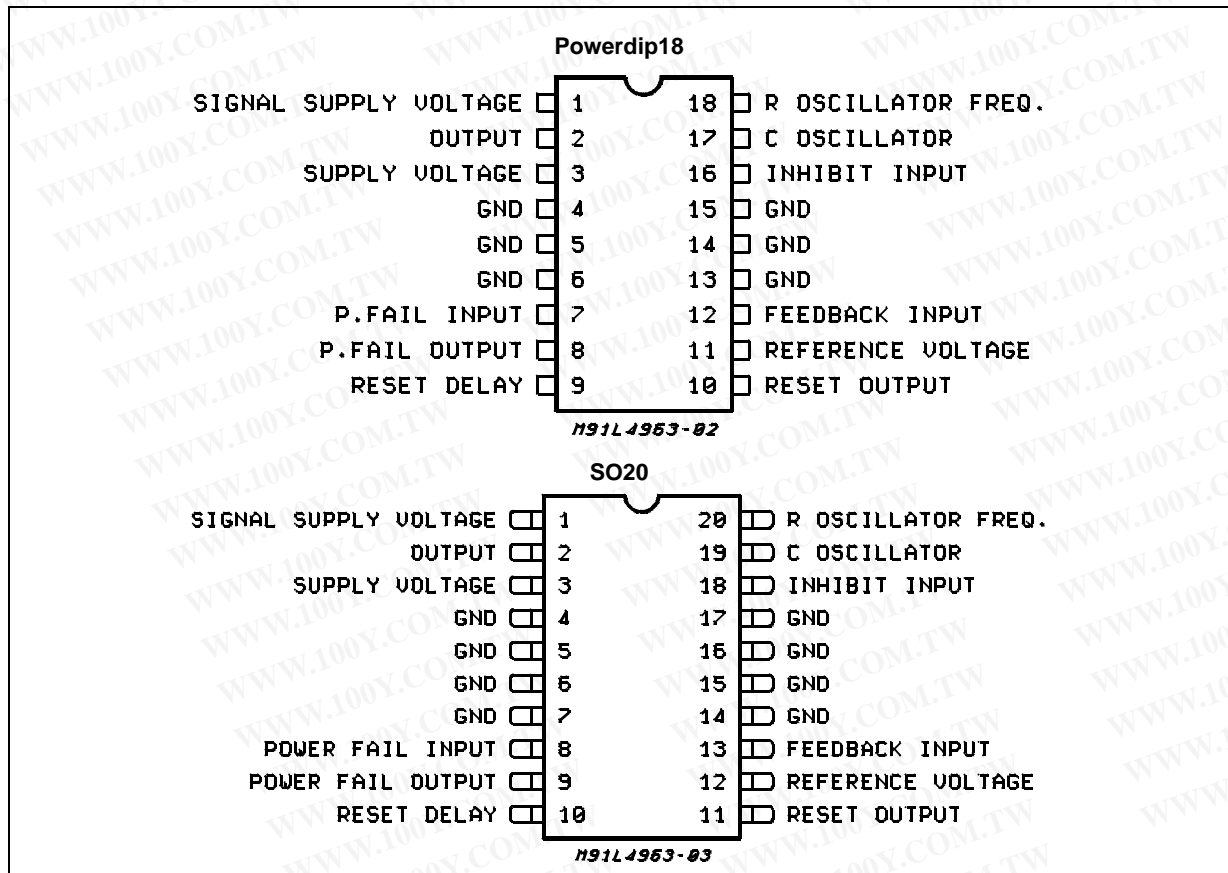 Powerdip18
SIGNAL SUPPLY VOLTAGE 1 18 R OSCILLATOR FREQ.
OUTPUT 2 17 C OSCILLATOR
SUPPLY VOLTAGE 3 16 INHIBIT INPUT
GND 4 15 GND
GND 5 14 GND
GND 6 13 GND
P.FAIL INPUT 7 12 FEEDBACK INPUT
P.FAIL OUTPUT 8 11 REFERENCE VOLTAGE
RESET DELAY 9 10 RESET OUTPUT
M91L4963-02
SO20
SIGNAL SUPPLY VOLTAGE 1 20 R OSCILLATOR FREQ.
OUTPUT 2 19 C OSCILLATOR
SUPPLY VOLTAGE 3 18 INHIBIT INPUT
GND 4 17 GND
GND 5 16 GND
GND 6 15 GND
GND 7 14 GND
POWER FAIL INPUT 8 13 FEEDBACK INPUT
POWER FAIL OUTPUT 9 12 REFERENCE VOLTAGE
RESET DELAY 10 11 RESET OUTPUT
M91L4963-03
WWW.100Y.COM.TW